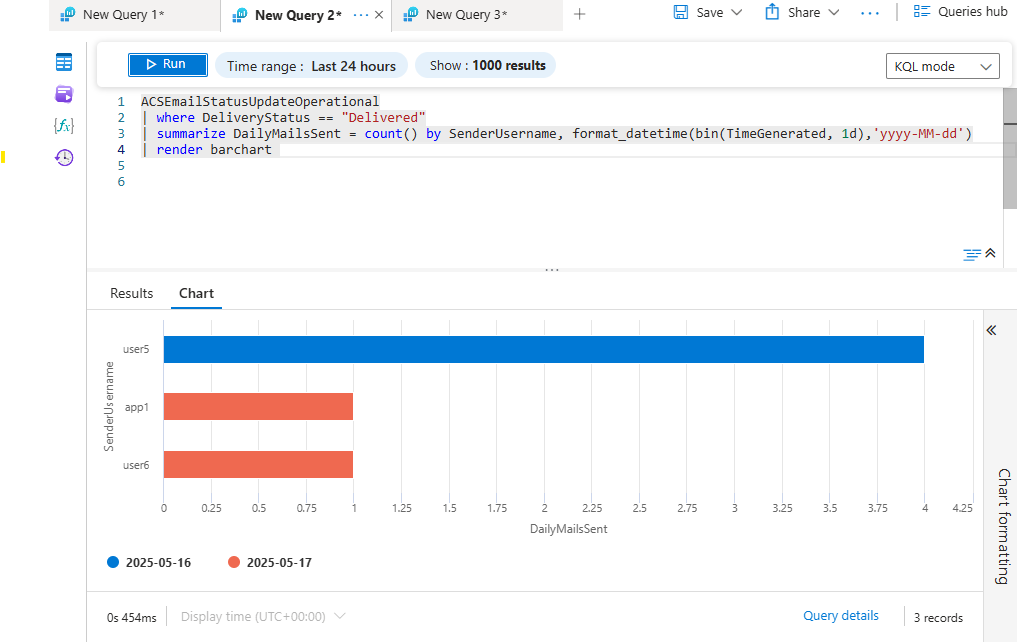 New Query 1*
New Query 2*
New Query 3*
Save
Share
Queries hub
Run
Time range : Last 24 hours
Show : 1000 results
KQL mode
{fx}
1 ACSEmailStatusUpdateOperational
2 | where DeliveryStatus == "Delivered"
3 | summarize DailyMailsSent = count() by SenderUsername, format_datetime(bin(TimeGenerated, 1d),'yyyy-MM-dd')
4 | render barchart
5
6
Results
Chart
SenderUsername
user5
app1
user6
0 0.25 0.5 0.75 1 1.25 1.5 1.75 2 2.25 2.5 2.75 3 3.25 3.5 3.75 4 4.25
DailyMailsSent
2025-05-16
2025-05-17
Chart formatting
0s 454ms
Display time (UTC+00:00)
Query details
3 records